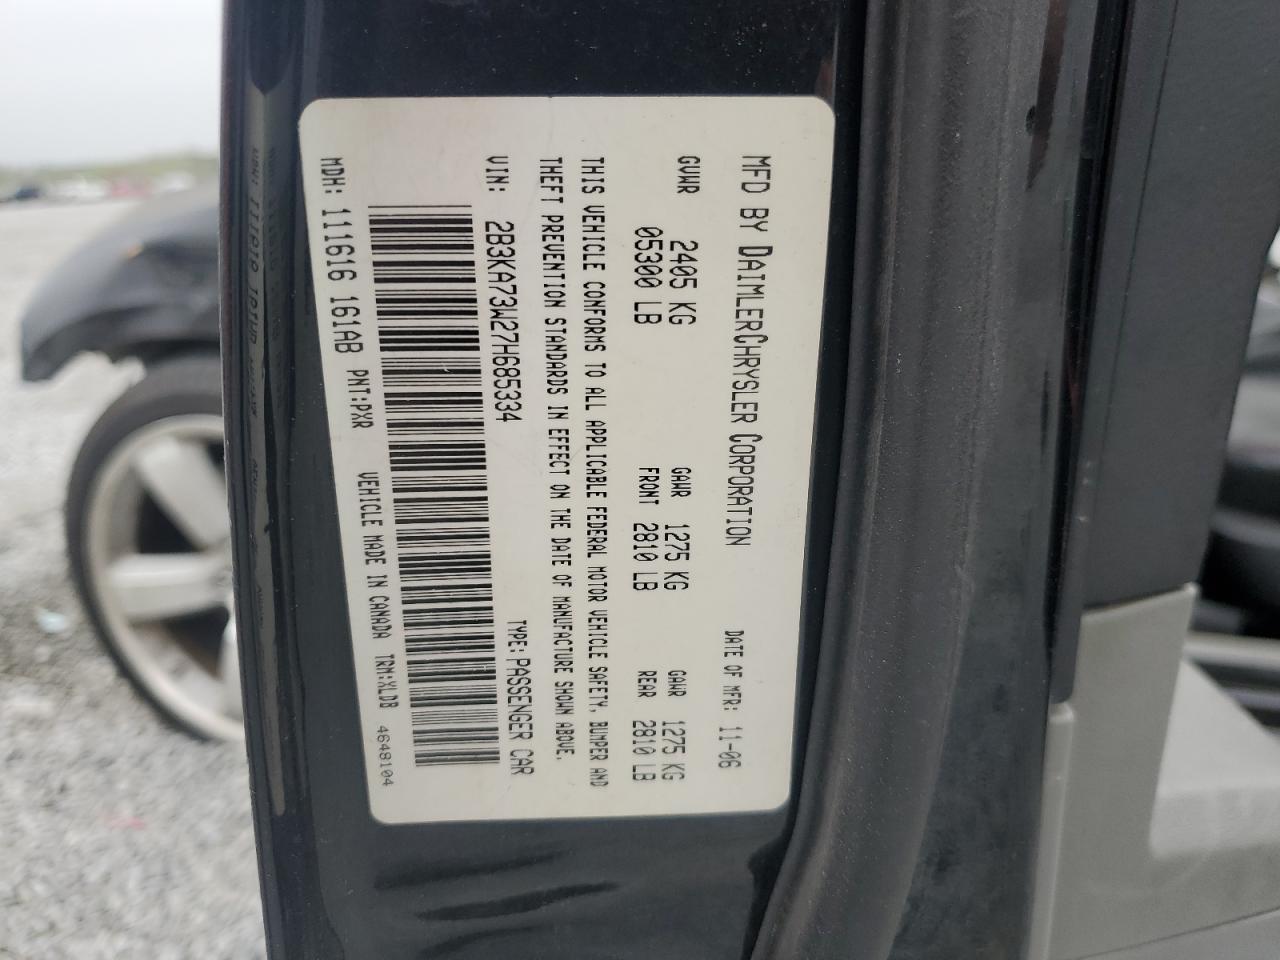 MFD BY DAIMLERCHRYSLER CORPORATION DATE OF MFR: 11-06
GVWR 2405 KG GAWR 1275 KG GAWR 1275 KG
05300 LB FRONT 2810 LB REAR 2810 LB
THIS VEHICLE CONFORMS TO ALL APPLICABLE FEDERAL MOTOR VEHICLE SAFETY, BUMPER AND
THEFT PREVENTION STANDARDS IN EFFECT ON THE DATE OF MANUFACTURE SHOWN ABOVE.
VIN: 2B3KA73W27H685334 TYPE: PASSENGER CAR
MDH: 111616 161AB PNT:PXR VEHICLE MADE IN CANADA TRM:XLDB 4648104